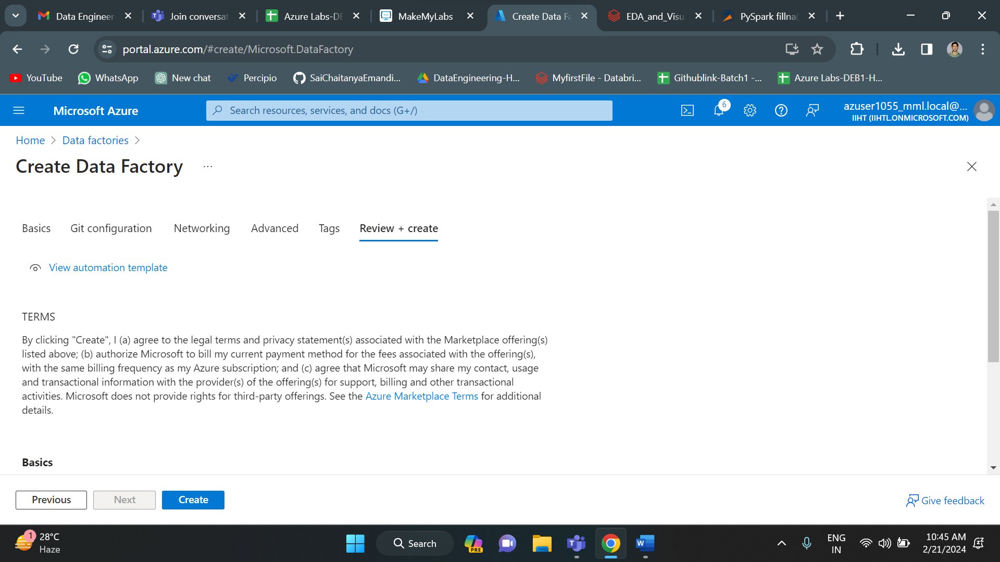 Data Engineer
Join conversat
Azure Labs-DE
MakeMyLabs
Create Data Fa
EDA_and_Visu
PySpark fillna(
portal.azure.com/#create/Microsoft.DataFactory
YouTube
WhatsApp
New chat
Percipio
SaiChaitanyaEmandi...
DataEngineering-H...
MyfirstFile - Databri...
Githublink-Batch1 -...
Azure Labs-DEB1-H...
Microsoft Azure
Search resources, services, and docs (G+/)
6
azuser1055_mml.local@...
IIHT (IIHTL.ONMICROSOFT.COM)
Home > Data factories >
Create Data Factory ...
Basics
Git configuration
Networking
Advanced
Tags
Review + create
View automation template
TERMS
By clicking "Create", I (a) agree to the legal terms and privacy statement(s) associated with the Marketplace offering(s)
listed above; (b) authorize Microsoft to bill my current payment method for the fees associated with the offering(s),
with the same billing frequency as my Azure subscription; and (c) agree that Microsoft may share my contact, usage
and transactional information with the provider(s) of the offering(s) for support, billing and other transactional
activities. Microsoft does not provide rights for third-party offerings. See the Azure Marketplace Terms for additional
details.
Basics
Previous
Next
Create
Give feedback
1
28°C
Haze
Search
PRE
ENG
IN
10:45 AM
2/21/2024